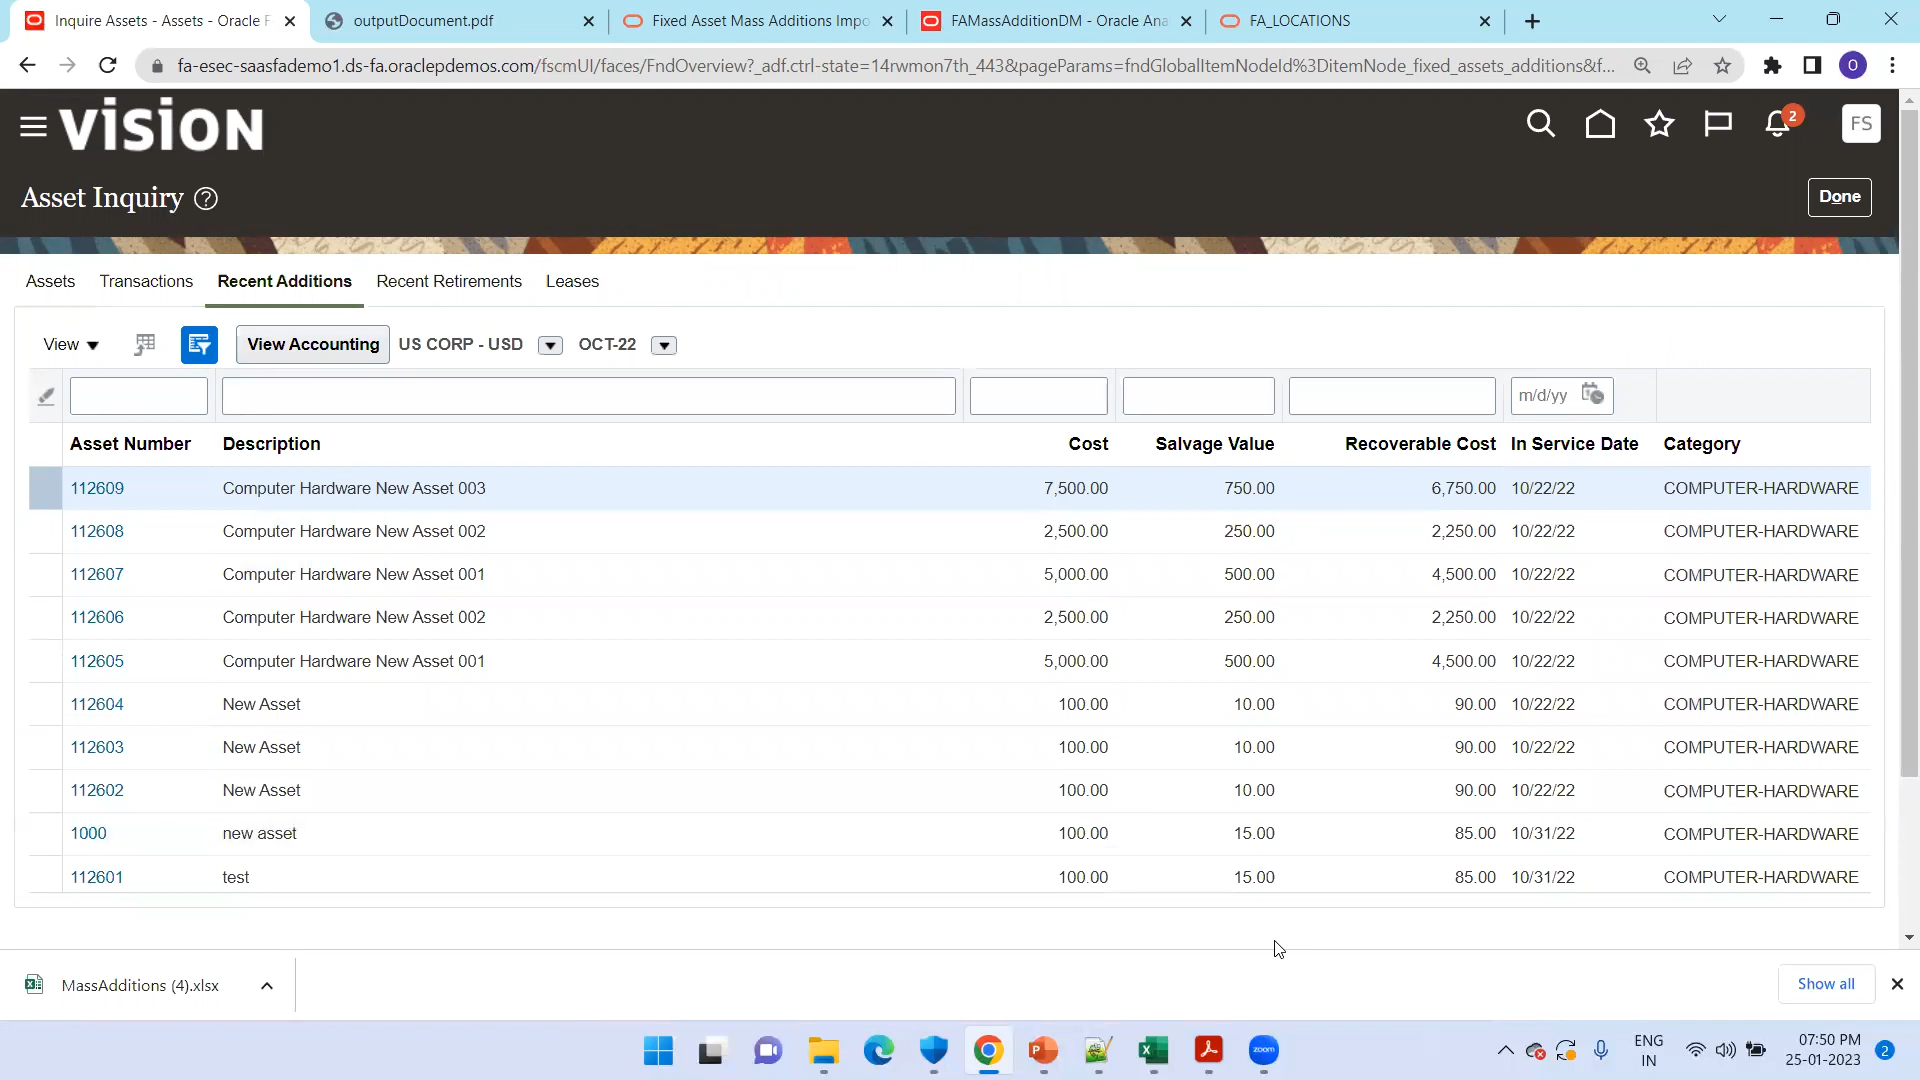 Inquire Assets - Assets - Oracle F
outputDocument.pdf
Fixed Asset Mass Additions Impo
FAMassAdditionDM - Oracle Ana
FA_LOCATIONS
fa-esec-saasfademo1.ds-fa.oraclepdemos.com/fscmUI/faces/FndOverview?_adf.ctrl-state=14rwmon7th_443&pageParams=fndGlobalItemNodeId%3DitemNode_fixed_assets_additions&f...
O
VISION
2
FS
Asset Inquiry ?
Done
Assets Transactions Recent Additions Recent Retirements Leases
View View Accounting US CORP - USD OCT-22
m/d/yy
Asset Number Description Cost Salvage Value Recoverable Cost In Service Date Category
112609 Computer Hardware New Asset 003 7,500.00 750.00 6,750.00 10/22/22 COMPUTER-HARDWARE
112608 Computer Hardware New Asset 002 2,500.00 250.00 2,250.00 10/22/22 COMPUTER-HARDWARE
112607 Computer Hardware New Asset 001 5,000.00 500.00 4,500.00 10/22/22 COMPUTER-HARDWARE
112606 Computer Hardware New Asset 002 2,500.00 250.00 2,250.00 10/22/22 COMPUTER-HARDWARE
112605 Computer Hardware New Asset 001 5,000.00 500.00 4,500.00 10/22/22 COMPUTER-HARDWARE
112604 New Asset 100.00 10.00 90.00 10/22/22 COMPUTER-HARDWARE
112603 New Asset 100.00 10.00 90.00 10/22/22 COMPUTER-HARDWARE
112602 New Asset 100.00 10.00 90.00 10/22/22 COMPUTER-HARDWARE
1000 new asset 100.00 15.00 85.00 10/31/22 COMPUTER-HARDWARE
112601 test 100.00 15.00 85.00 10/31/22 COMPUTER-HARDWARE
MassAdditions (4).xlsx
Show all
zoom
ENG
IN
07:50 PM
25-01-2023
2